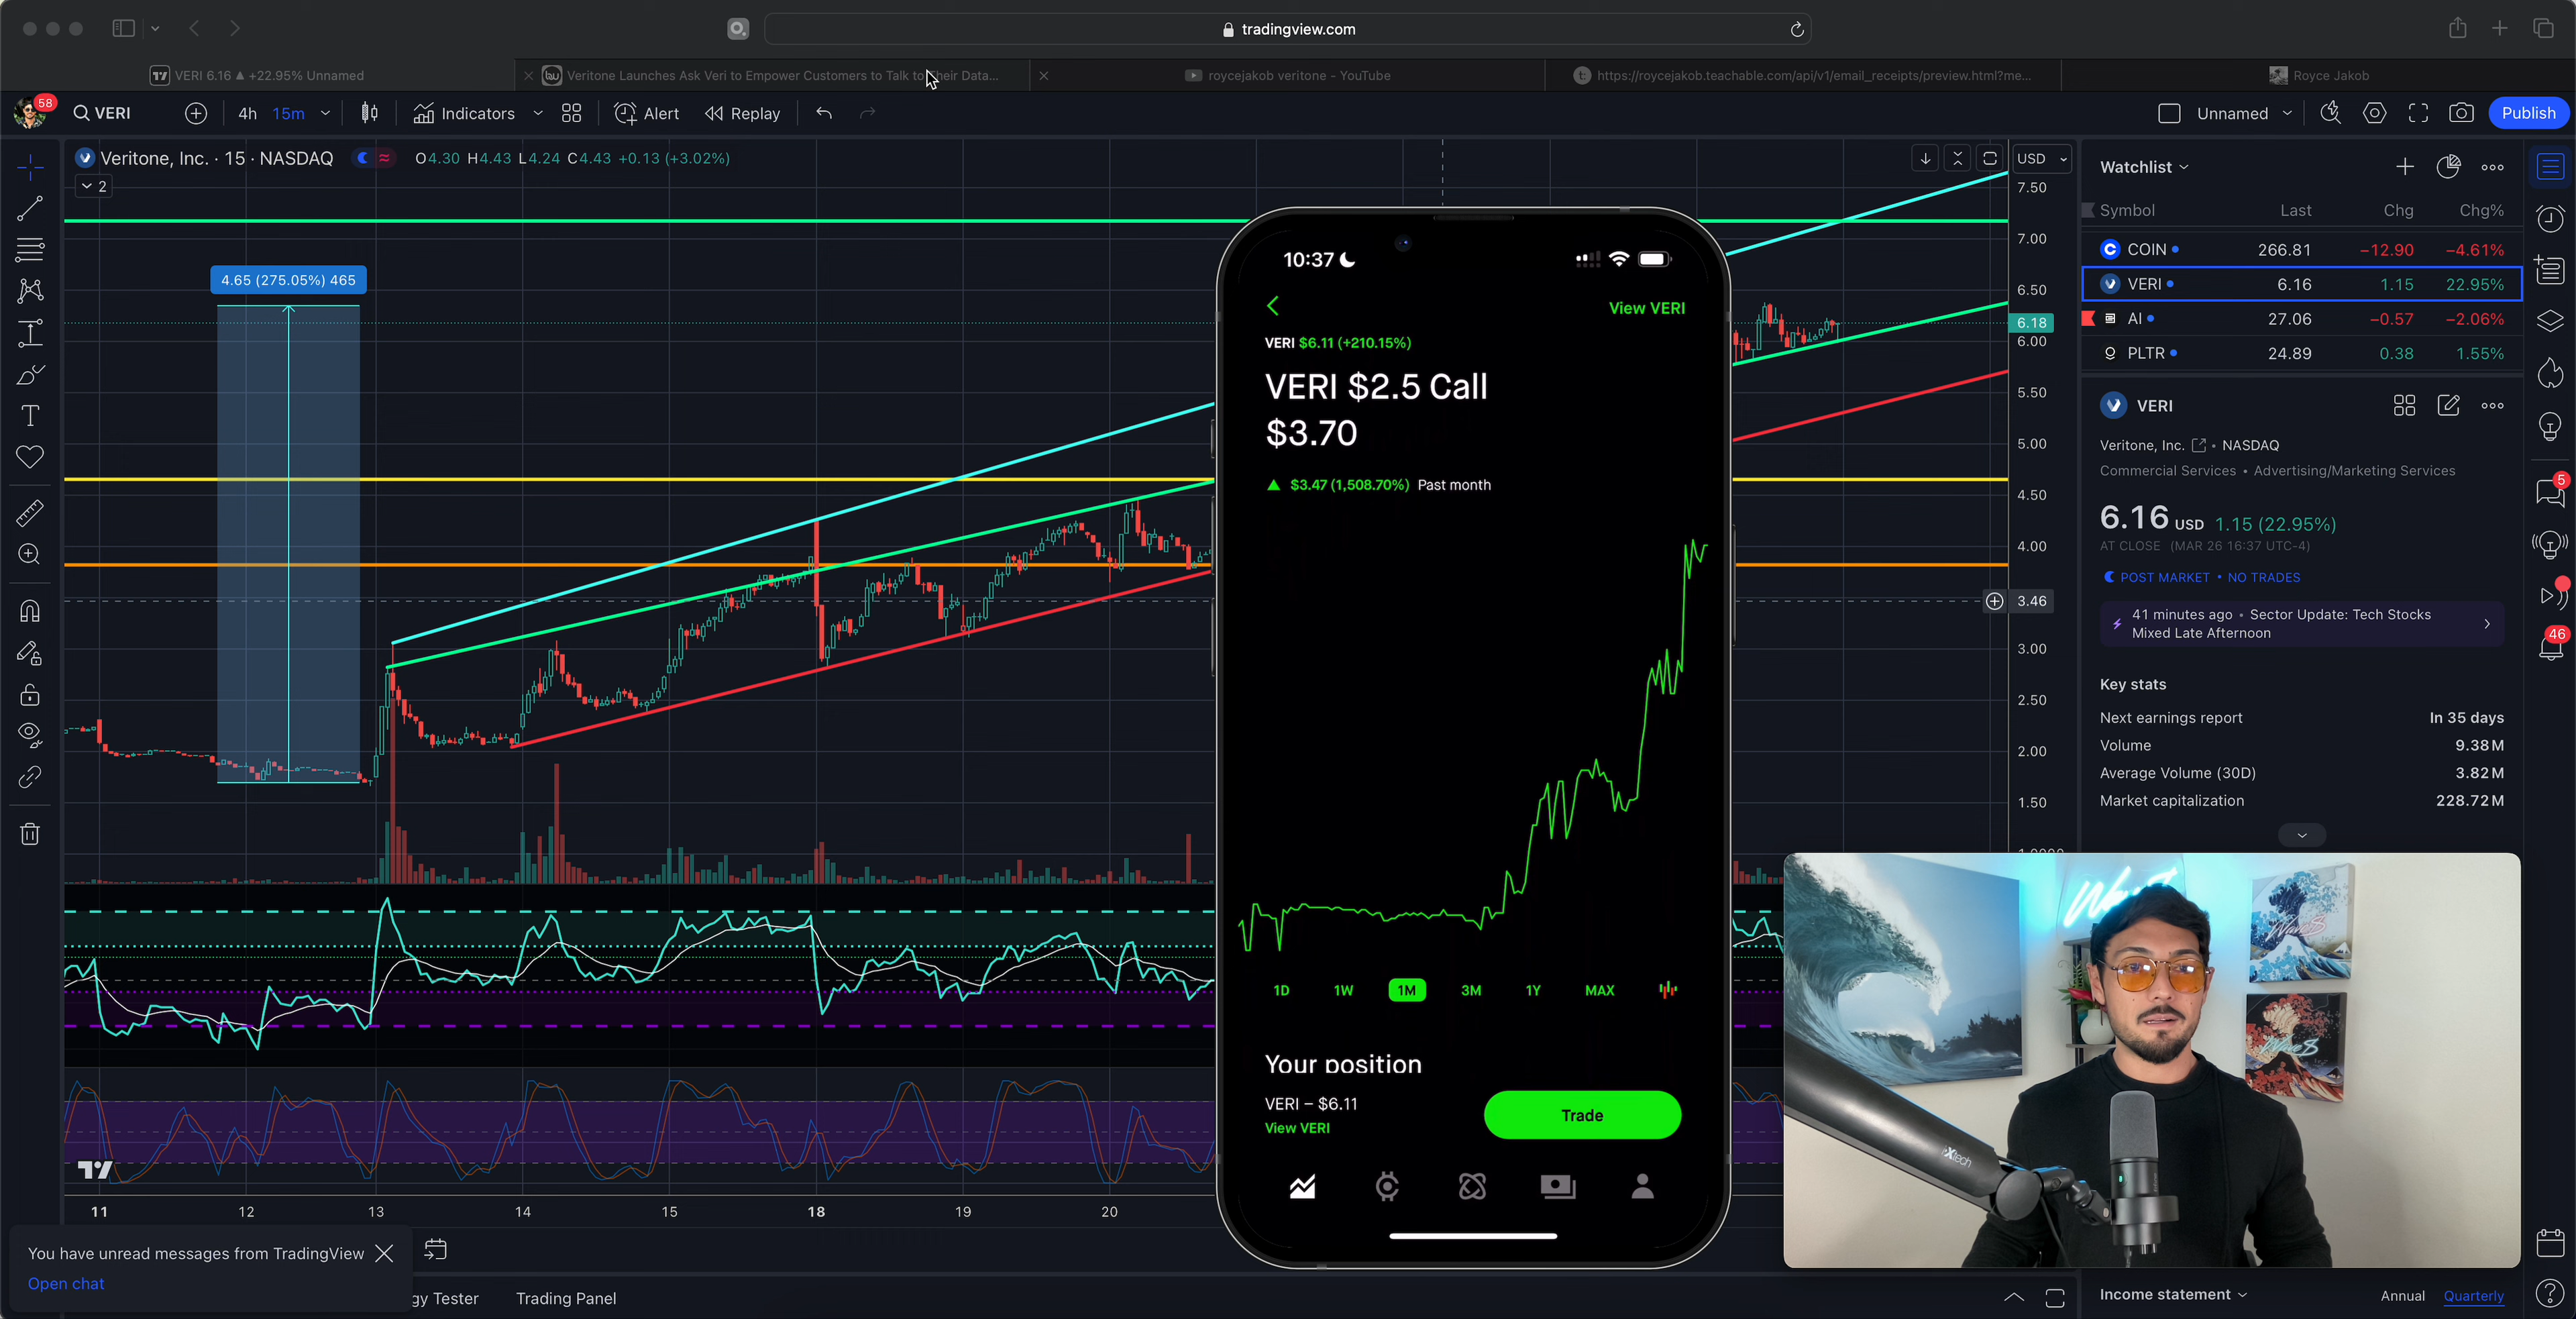 tradingview.com
VERI 6.16 ▲ +22.95% Unnamed
Veritone Launches Ask Veri to Empower Customers to Talk to Their Data...
roycejakob veritone - YouTube
https://roycejakob.teachable.com/api/v1/email_receipts/preview.html?me...
Royce Jakob
58
VERI
4h
15m
Indicators
Alert
Replay
Unnamed
Publish
Veritone, Inc. · 15 · NASDAQ
O4.30 H4.43 L4.24 C4.43 +0.13 (+3.02%)
2
USD
7.50
7.00
6.50
6.18
6.00
5.50
5.00
4.50
4.00
3.46
3.00
2.50
2.00
1.50
4.65 (275.05%) 465
10:37
View VERI
VERI $6.11 (+210.15%)
VERI $2.5 Call
$3.70
▲ $3.47 (1,508.70%) Past month
1D 1W 1M 3M 1Y MAX
Your position
VERI – $6.11
View VERI
Trade
11 12 13 14 15 18 19 20
You have unread messages from TradingView
Open chat
gy Tester
Trading Panel
Watchlist
Symbol Last Chg Chg%
COIN 266.81 −12.90 −4.61%
VERI 6.16 1.15 22.95%
AI 27.06 −0.57 −2.06%
PLTR 24.89 0.38 1.55%
VERI
Veritone, Inc. • NASDAQ
Commercial Services • Advertising/Marketing Services
6.16 USD 1.15 (22.95%)
AT CLOSE (MAR 26 16:37 UTC-4)
POST MARKET • NO TRADES
41 minutes ago • Sector Update: Tech Stocks
Mixed Late Afternoon
Key stats
Next earnings report In 35 days
Volume 9.38M
Average Volume (30D) 3.82M
Market capitalization 228.72M
5
46
Income statement
Annual
Quarterly